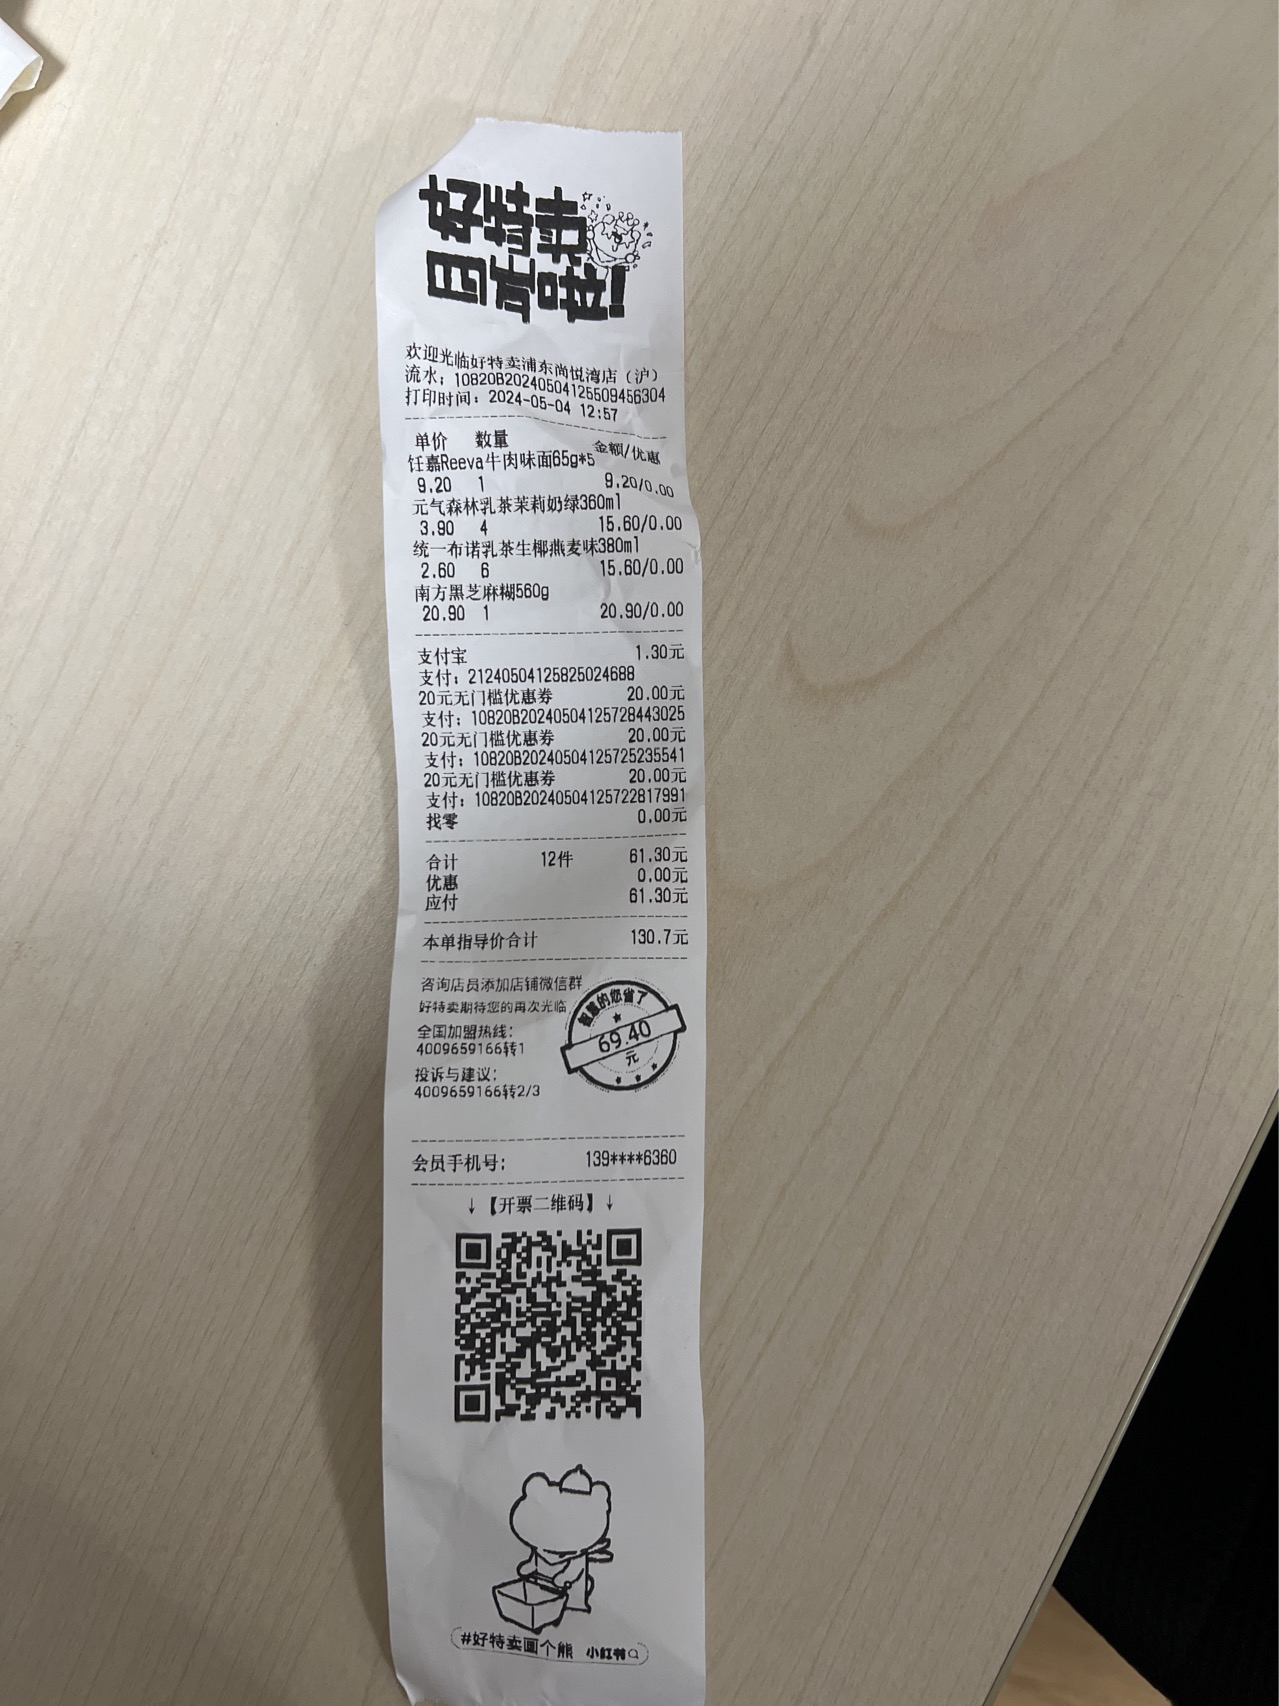 好特卖
自永啦!
欢迎光临好特卖浦东尚悦湾店（沪）
流水：10820B20240504125509456304
打印时间：2024-05-04 12:57
单价 数量 金额/优惠
钰嘉Reeva牛肉味面65g*5
9.20 1 9.20/0.00
元气森林乳茶茉莉奶绿360ml
3.90 4 15.60/0.00
统一布诺乳茶生椰燕麦味380ml
2.60 6 15.60/0.00
南方黑芝麻糊560g
20.90 1 20.90/0.00
支付宝 1.30元
支付：21240504125825024688
20元无门槛优惠券 20.00元
支付：10820B20240504125728443025
20元无门槛优惠券 20.00元
支付：10820B20240504125725235541
20元无门槛优惠券 20.00元
支付：10820B20240504125722817991
找零 0.00元
合计 12件 61.30元
优惠 0.00元
应付 61.30元
本单指导价合计 130.7元
咨询店员添加店铺微信群
好特卖期待您的再次光临
全国加盟热线：
4009659166转1
投诉与建议：
4009659166转2/3
智慧的您省了
69.40
元
会员手机号： 139****6360
↓【开票二维码】↓
#好特卖画个熊 小红书